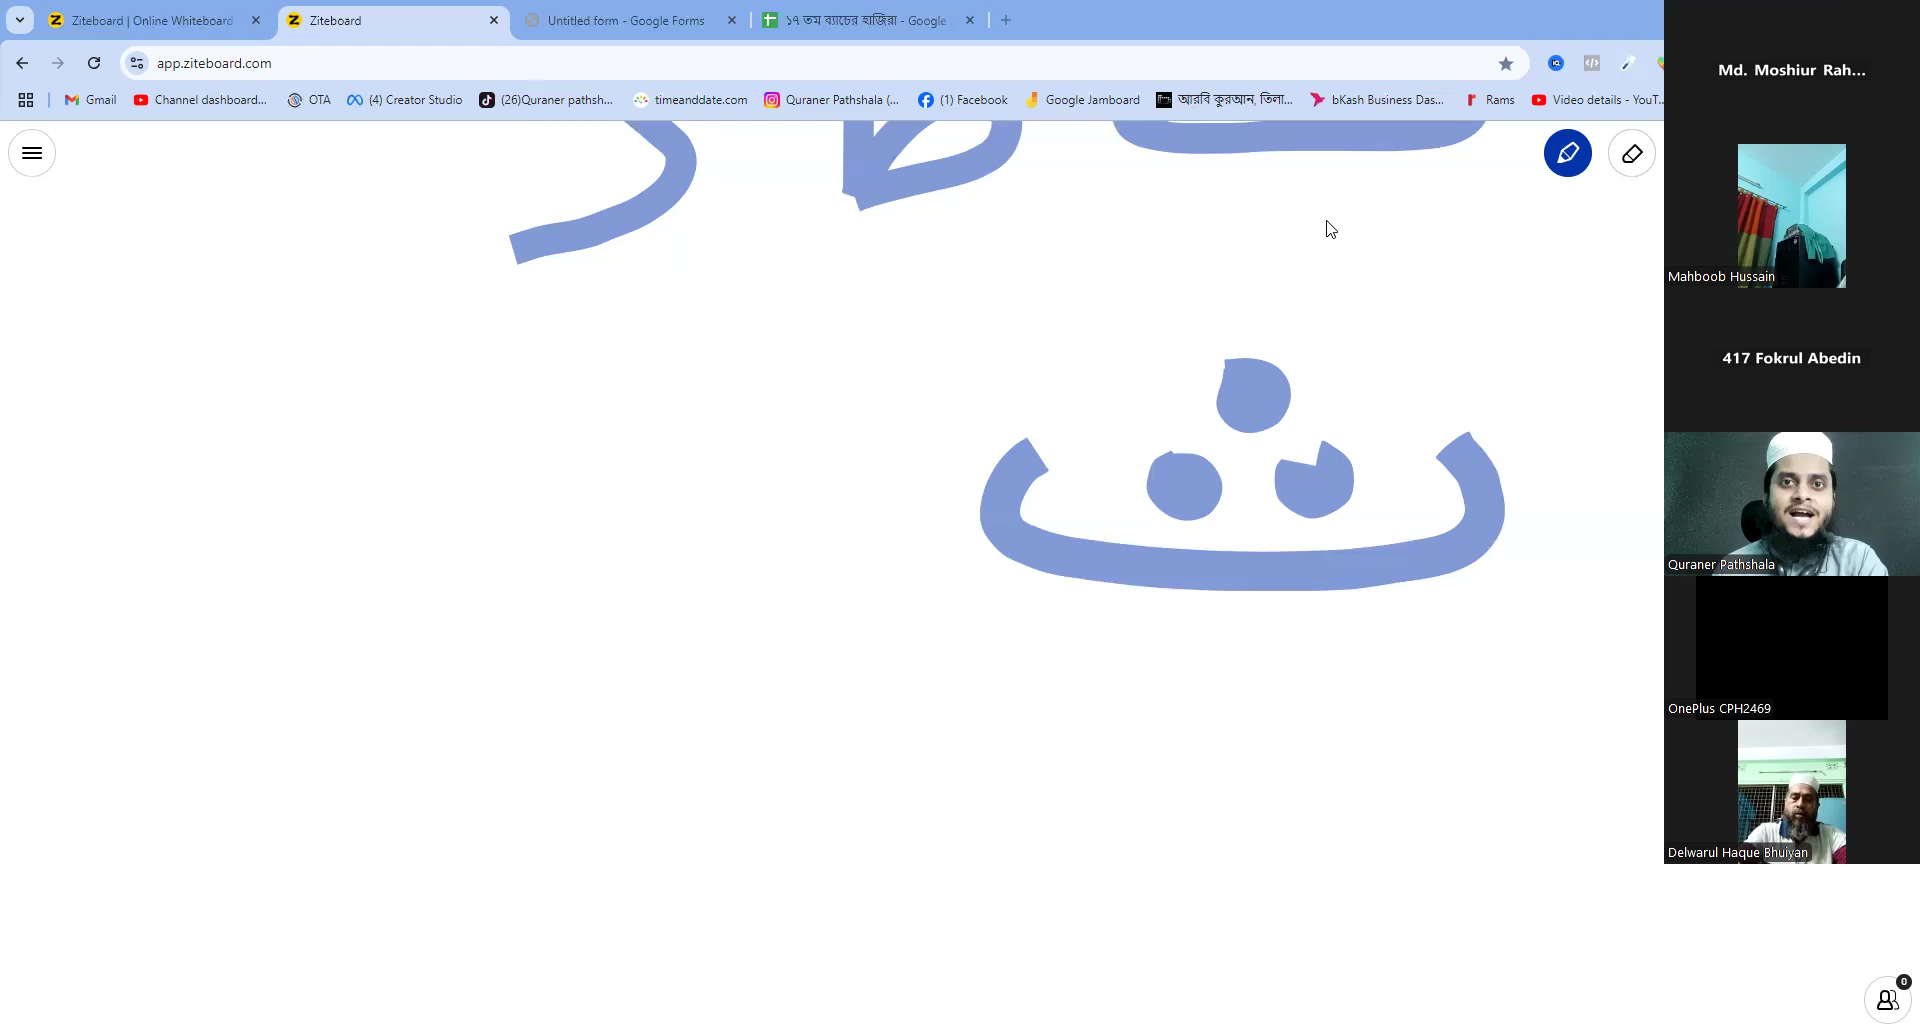 Ziteboard | Online Whiteboard
Ziteboard
Untitled form - Google Forms
১৭ তম ব্যাচের হাজিরা - Google
app.ziteboard.com
Gmail
Channel dashboard...
OTA
(4) Creator Studio
(26)Quraner pathsh...
timeanddate.com
Quraner Pathshala (...
(1) Facebook
Google Jamboard
আরবি কুরআন, তিলা...
bKash Business Das...
Rams
Video details - YouT...
ث
Md. Moshiur Rah...
Mahboob Hussain
417 Fokrul Abedin
Quraner Pathshala
OnePlus CPH2469
Delwarul Haque Bhuiyan
0